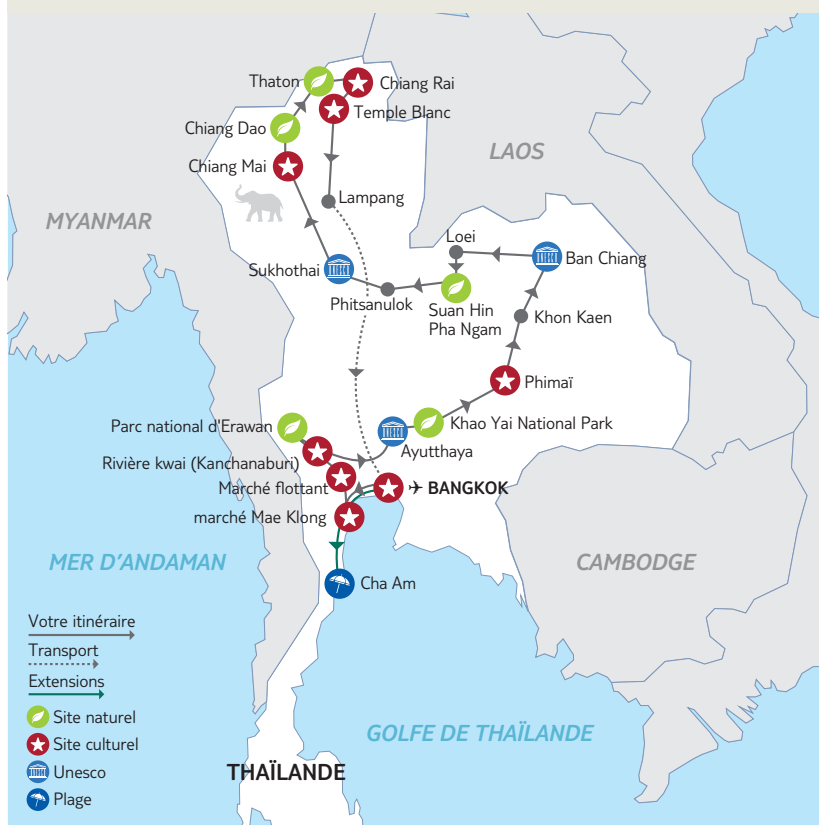 Thaton
Chiang Rai
Temple Blanc
Chiang Dao
LAOS
Chiang Mai
Lampang
MYANMAR
Loei
Ban Chiang
Sukhothai
UNESCO
UNESCO
Phitsanulok
Suan Hin
Pha Ngam
Khon Kaen
Phimaï
Parc national d'Erawan
Khao Yai National Park
UNESCO
Ayutthaya
Rivière kwai (Kanchanaburi)
Marché flottant
BANGKOK
marché Mae Klong
MER D'ANDAMAN
CAMBODGE
Cha Am
Votre itinéraire
Transport
Extensions
Site naturel
Site culturel
GOLFE DE THAÏLANDE
Unesco
THAÏLANDE
Plage